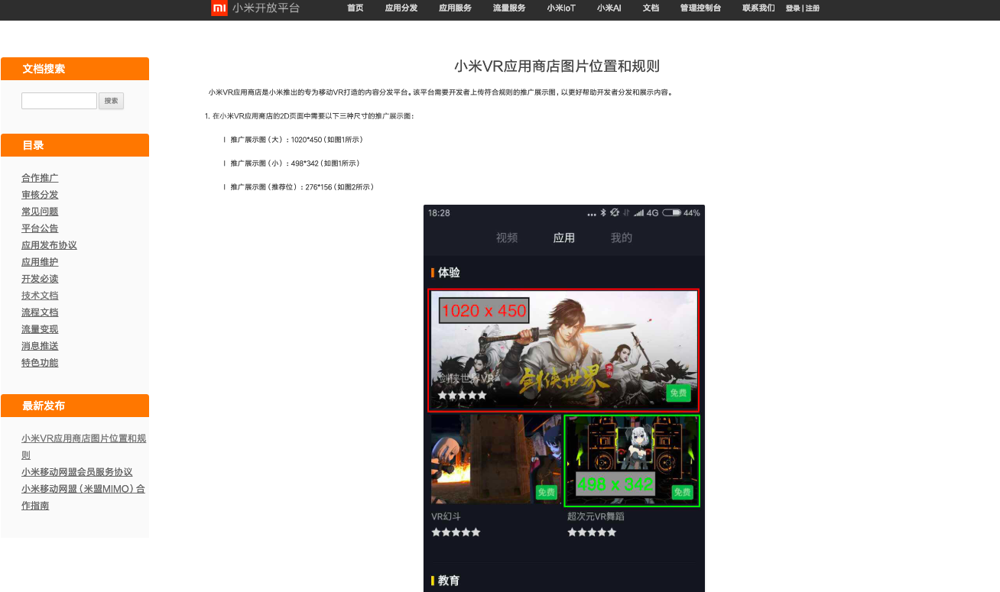 mi 小米开放平台 首页 应用分发 应用服务 流量服务 小米IoT 小米AI 文档 管理控制台 联系我们 登录 | 注册
文档搜索
搜索
目录
合作推广
审核分发
常见问题
平台公告
应用发布协议
应用维护
开发必读
技术文档
流程文档
流量变现
消息推送
特色功能
最新发布
小米VR应用商店图片位置和规
则
小米移动网盟会员服务协议
小米移动网盟（米盟MIMO）合
作指南
小米VR应用商店图片位置和规则
小米VR应用商店是小米推出的专为移动VR打造的内容分发平台。该平台需要开发者上传符合规则的推广展示图，以更好帮助开发者分发和展示内容。
1. 在小米VR应用商店的2D页面中需要以下三种尺寸的推广展示图：
l 推广展示图（大）：1020*450（如图1所示）
l 推广展示图（小）：498*342（如图1所示）
l 推广展示图（推荐位）：276*156（如图2所示）
18:28 ... 4G 44%
视频 应用 我的
体验
1020 x 450
剑侠世界VR
剑侠世界
免费
498 x 342
免费 免费
VR幻斗 超次元VR舞蹈
教育